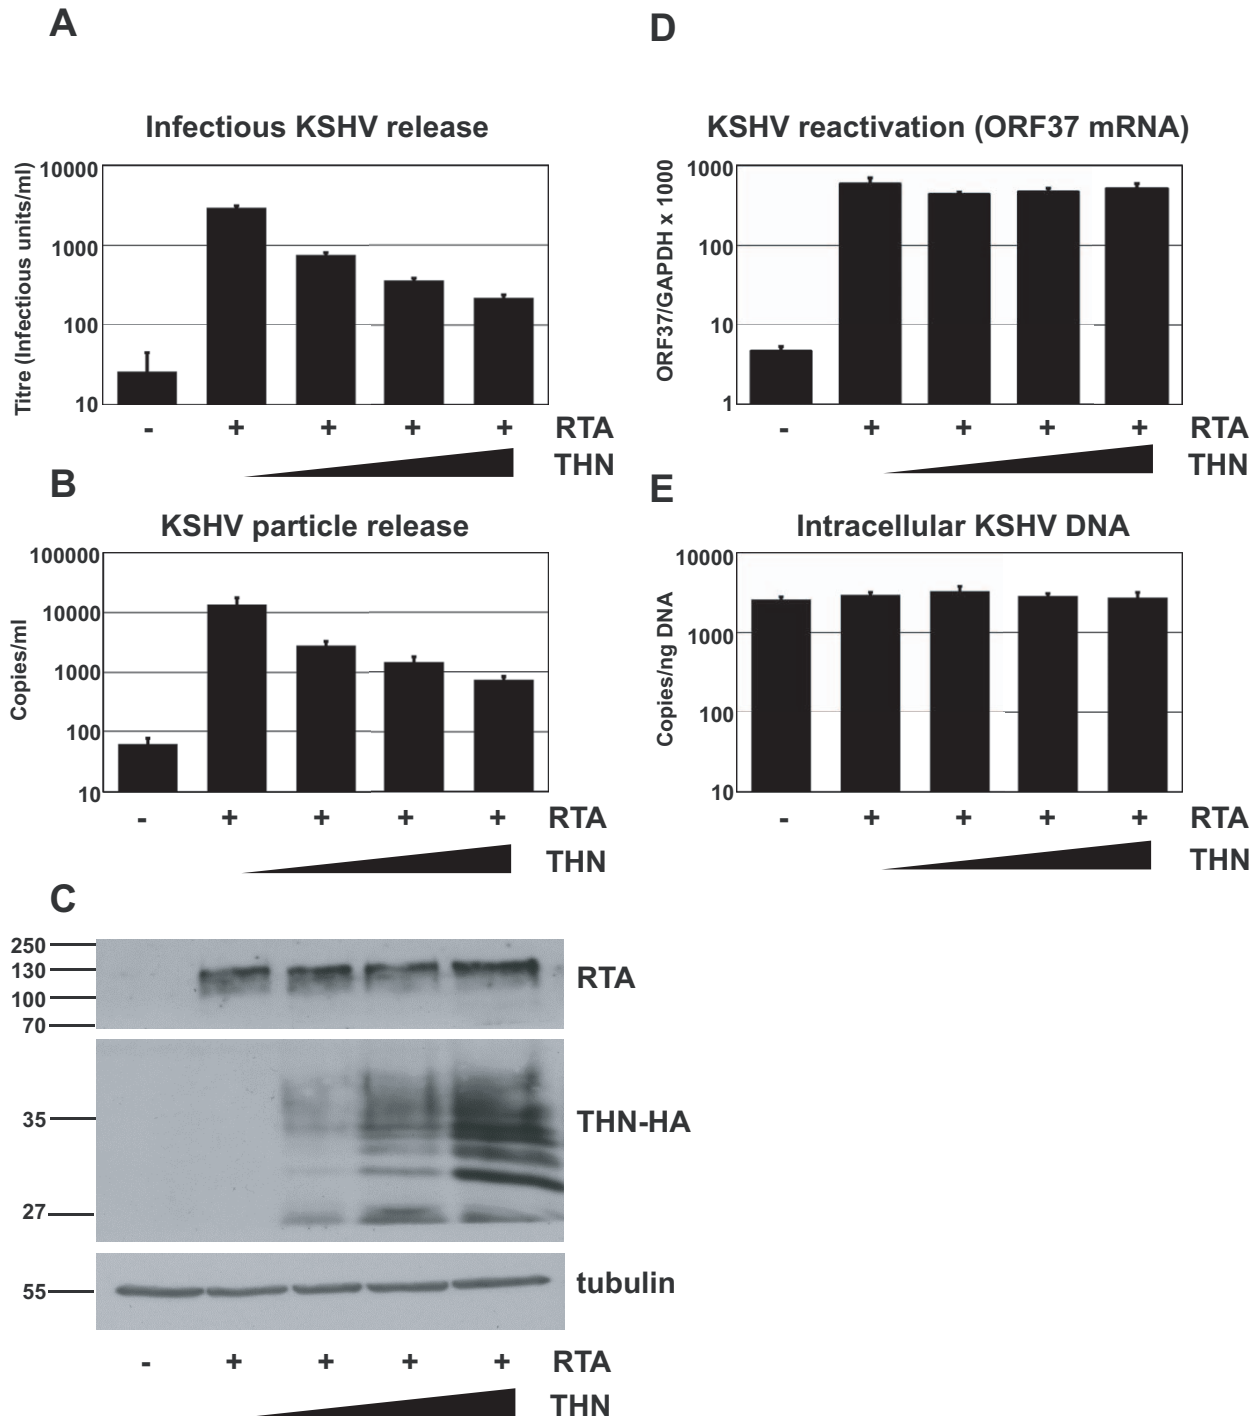 A
Infectious KSHV release
Titre (Infectious units/ml)
10000
1000
100
10
- + + + + RTA
THN
B
KSHV particle release
Copies/ml
100000
10000
1000
100
10
- + + + + RTA
THN
C
250
130
100
70
RTA
35
27
THN-HA
55
tubulin
- + + + + RTA
THN
D
KSHV reactivation (ORF37 mRNA)
ORF37/GAPDH x 1000
1000
100
10
1
- + + + + RTA
THN
E
Intracellular KSHV DNA
Copies/ng DNA
10000
1000
100
10
- + + + + RTA
THN